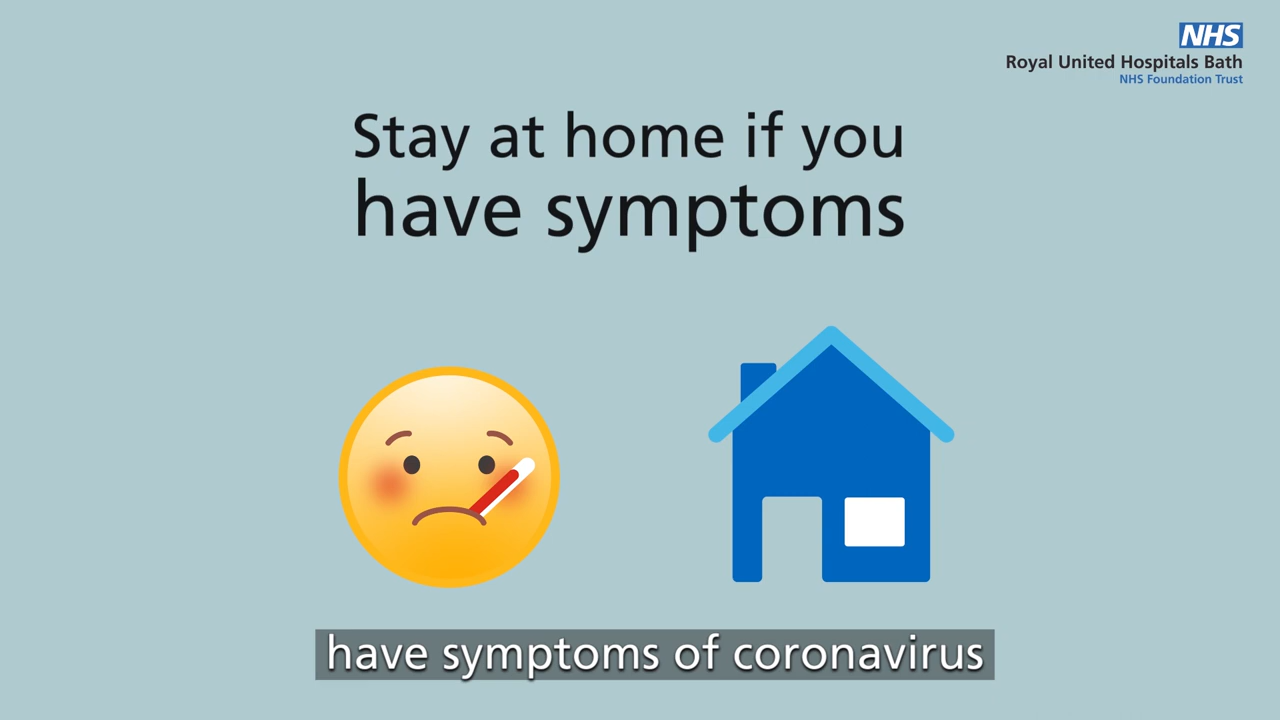 NHS
Royal United Hospitals Bath
NHS Foundation Trust
Stay at home if you
have symptoms
have symptoms of coronavirus